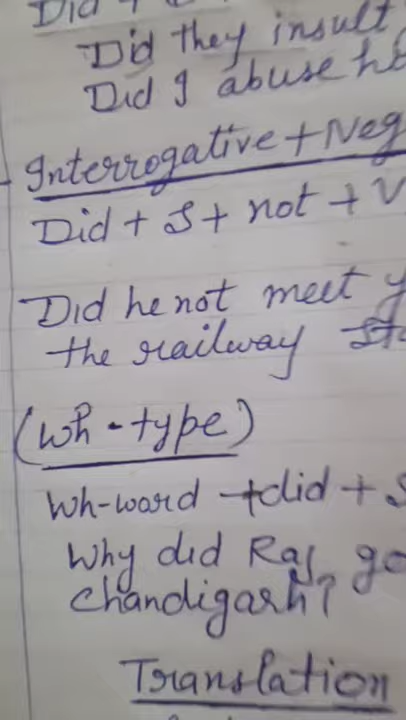 Did +
Did they insult
Did I abuse
Interrogative + Neg
Did + S + not + V
Did he not meet
the railway
(Wh-type)
Wh-word + did + S
Why did Raj go
Chandigarh?
Translation